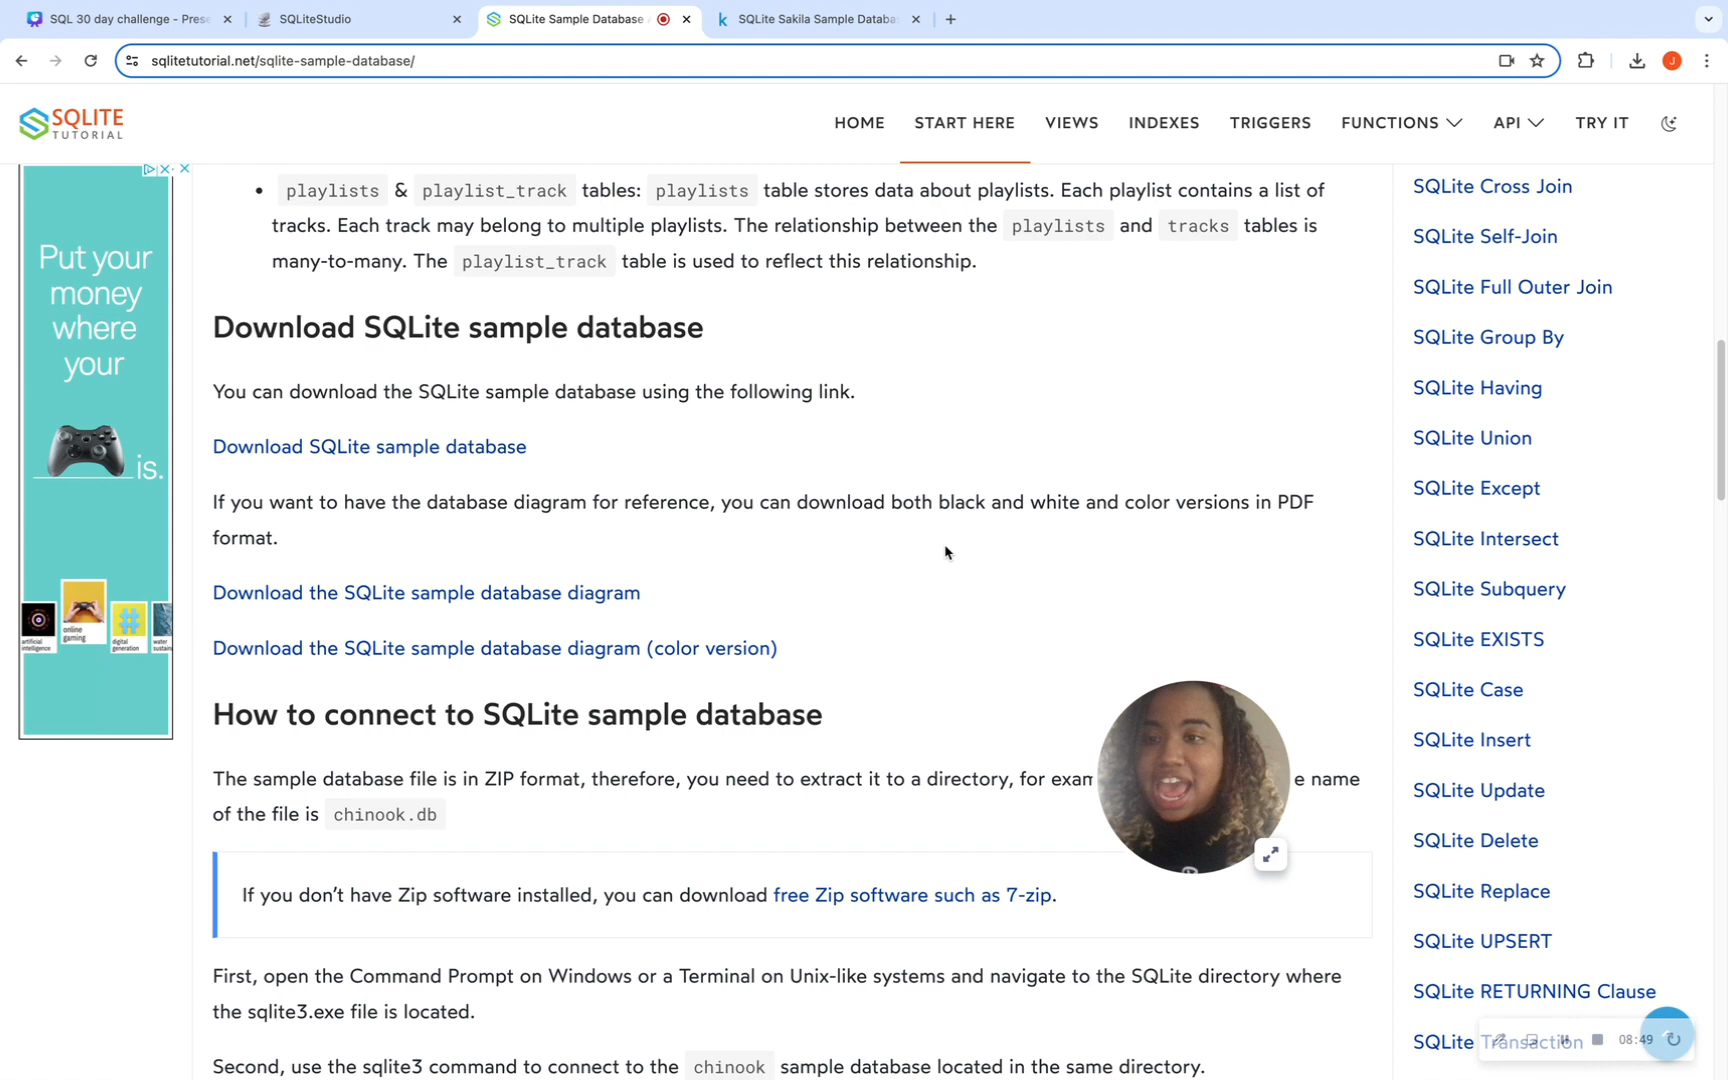 SQL 30 day challenge - Prese
SQLiteStudio
SQLite Sample Database
SQLite Sakila Sample Databa
sqlitetutorial.net/sqlite-sample-database/
J
SQLITE
TUTORIAL
HOME
START HERE
VIEWS
INDEXES
TRIGGERS
FUNCTIONS
API
TRY IT
Put your
money
where
your
is.
artificial
intelligence
online
gaming
digital
generation
water
playlists & playlist_track tables: playlists table stores data about playlists. Each playlist contains a list of
tracks. Each track may belong to multiple playlists. The relationship between the playlists and tracks tables is
many-to-many. The playlist_track table is used to reflect this relationship.
Download SQLite sample database
You can download the SQLite sample database using the following link.
Download SQLite sample database
If you want to have the database diagram for reference, you can download both black and white and color versions in PDF
format.
Download the SQLite sample database diagram
Download the SQLite sample database diagram (color version)
How to connect to SQLite sample database
The sample database file is in ZIP format, therefore, you need to extract it to a directory, for exam e name
of the file is chinook.db
If you don't have Zip software installed, you can download free Zip software such as 7-zip.
First, open the Command Prompt on Windows or a Terminal on Unix-like systems and navigate to the SQLite directory where
the sqlite3.exe file is located.
Second, use the sqlite3 command to connect to the chinook sample database located in the same directory.
SQLite Cross Join
SQLite Self-Join
SQLite Full Outer Join
SQLite Group By
SQLite Having
SQLite Union
SQLite Except
SQLite Intersect
SQLite Subquery
SQLite EXISTS
SQLite Case
SQLite Insert
SQLite Update
SQLite Delete
SQLite Replace
SQLite UPSERT
SQLite RETURNING Clause
SQLite Transaction
08:49